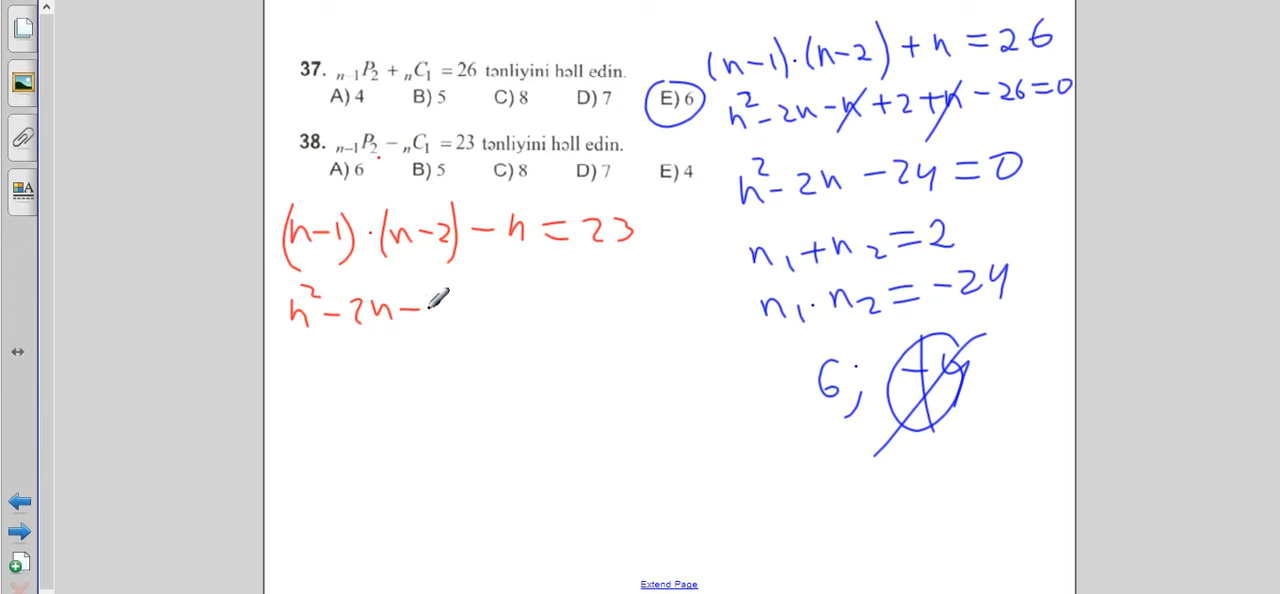 37. ₙ₋₁P₂ + ₙC₁ = 26 tənliyini həll edin.
A) 4 B) 5 C) 8 D) 7 E) 6
38. ₙ₋₁P₂ − ₙC₁ = 23 tənliyini həll edin.
A) 6 B) 5 C) 8 D) 7 E) 4
(n−1)·(n−2) − n = 23
n² − 2n −
(n−1)·(n−2) + n = 26
n² − 2n − n + 2 + n − 26 = 0
n² − 2n − 24 = 0
n₁ + n₂ = 2
n₁ · n₂ = −24
6; −4
Extend Page